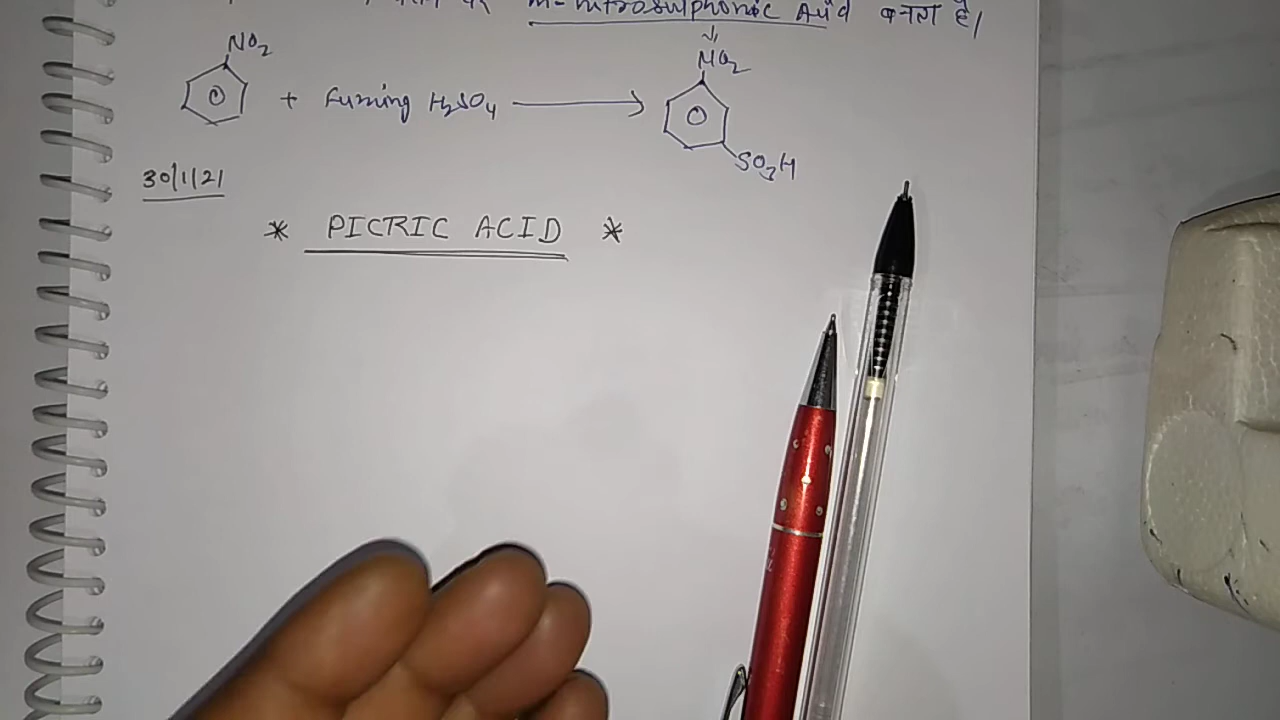 m-nitrosulphonic Acid बनता है।
NO2
NO2
+ Fuming H2SO4
SO3H
30/1/21
* PICRIC ACID *